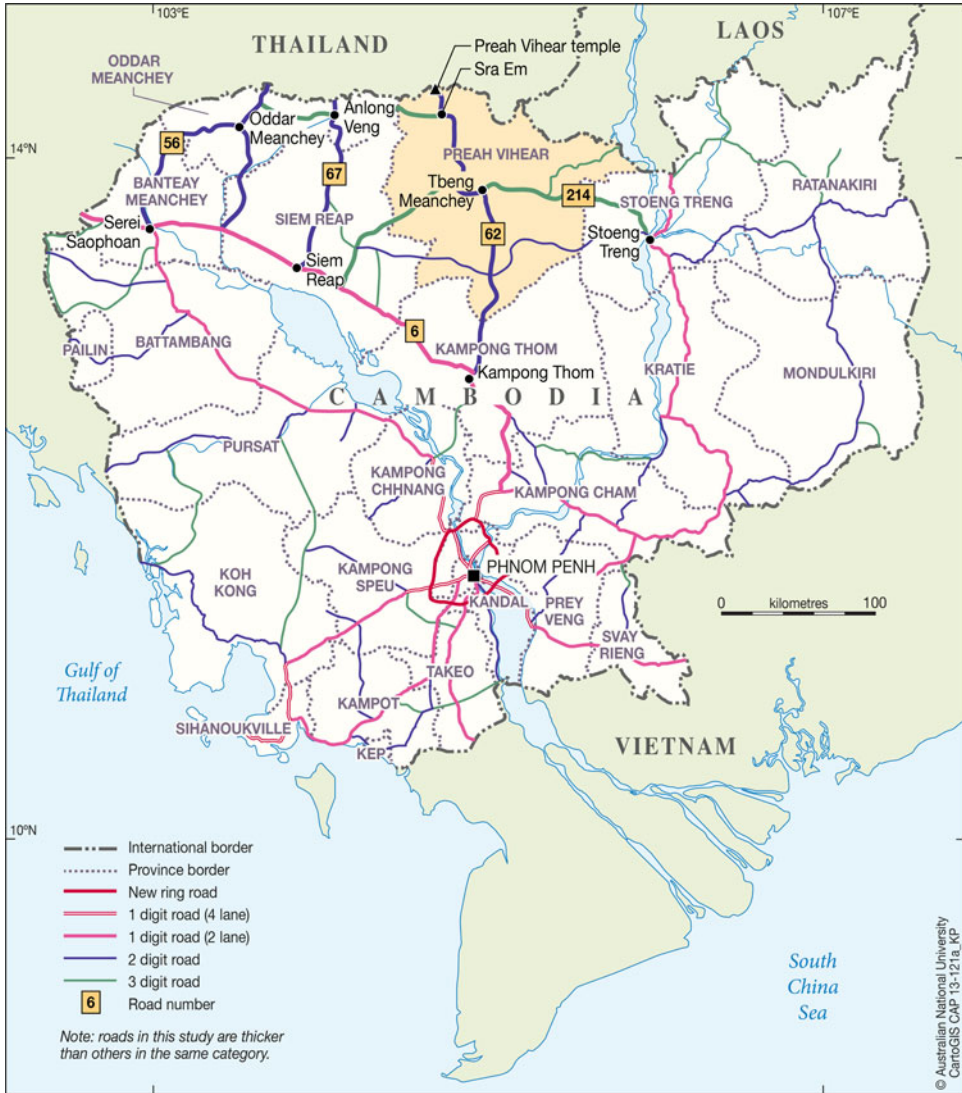 103°E
107°E
THAILAND
LAOS
Preah Vihear temple
Sra Em
ODDAR
MEANCHEY
Anlong
Veng
Oddar
Meanchey
14°N
56
PREAH VIHEAR
67
Tbeng
Meanchey
214
RATANAKIRI
BANTEAY
MEANCHEY
STOENG TRENG
SIEM REAP
Serei
Saophoan
62
Stoeng
Treng
Siem
Reap
6
BATTAMBANG
PAILIN
KAMPONG THOM
Kampong Thom
KRATIE
MONDULKIRI
CAMBODIA
PURSAT
KAMPONG
CHHNANG
KAMPONG CHAM
KOH
KONG
KAMPONG
SPEU
PHNOM PENH
KANDAL
PREY
VENG
0 kilometres 100
SVAY
RIENG
Gulf of
Thailand
TAKEO
KAMPOT
SIHANOUKVILLE
KEP
VIETNAM
10°N
International border
Province border
New ring road
1 digit road (4 lane)
1 digit road (2 lane)
2 digit road
3 digit road
6 Road number
Note: roads in this study are thicker
than others in the same category.
South
China
Sea
© Australian National University
CartoGIS CAP 13-121a_KP